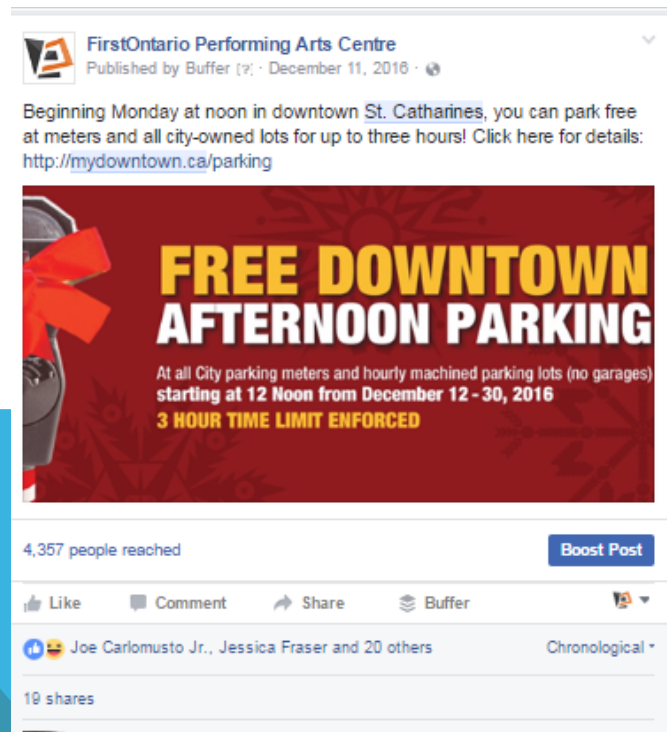 FirstOntario Performing Arts Centre
Published by Buffer [?] · December 11, 2016 ·
Beginning Monday at noon in downtown St. Catharines, you can park free
at meters and all city-owned lots for up to three hours! Click here for details:
http://mydowntown.ca/parking
FREE DOWNTOWN
AFTERNOON PARKING
At all City parking meters and hourly machined parking lots (no garages)
starting at 12 Noon from December 12 - 30, 2016
3 HOUR TIME LIMIT ENFORCED
4,357 people reached
Boost Post
Like Comment Share Buffer
Joe Carlomusto Jr., Jessica Fraser and 20 others
Chronological
19 shares